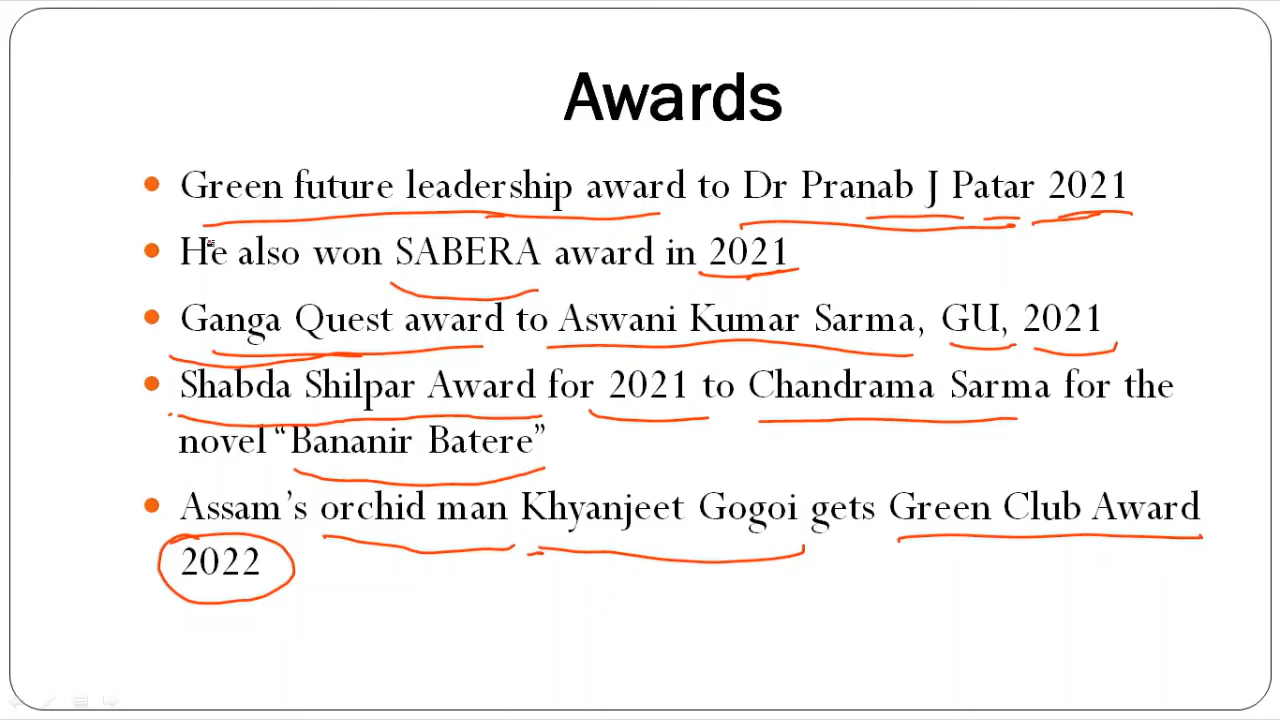 Awards
• Green future leadership award to Dr Pranab J Patar 2021
• He also won SABERA award in 2021
• Ganga Quest award to Aswani Kumar Sarma, GU, 2021
• Shabda Shilpar Award for 2021 to Chandrama Sarma for the
novel “Bananir Batere”
• Assam’s orchid man Khyanjeet Gogoi gets Green Club Award
2022